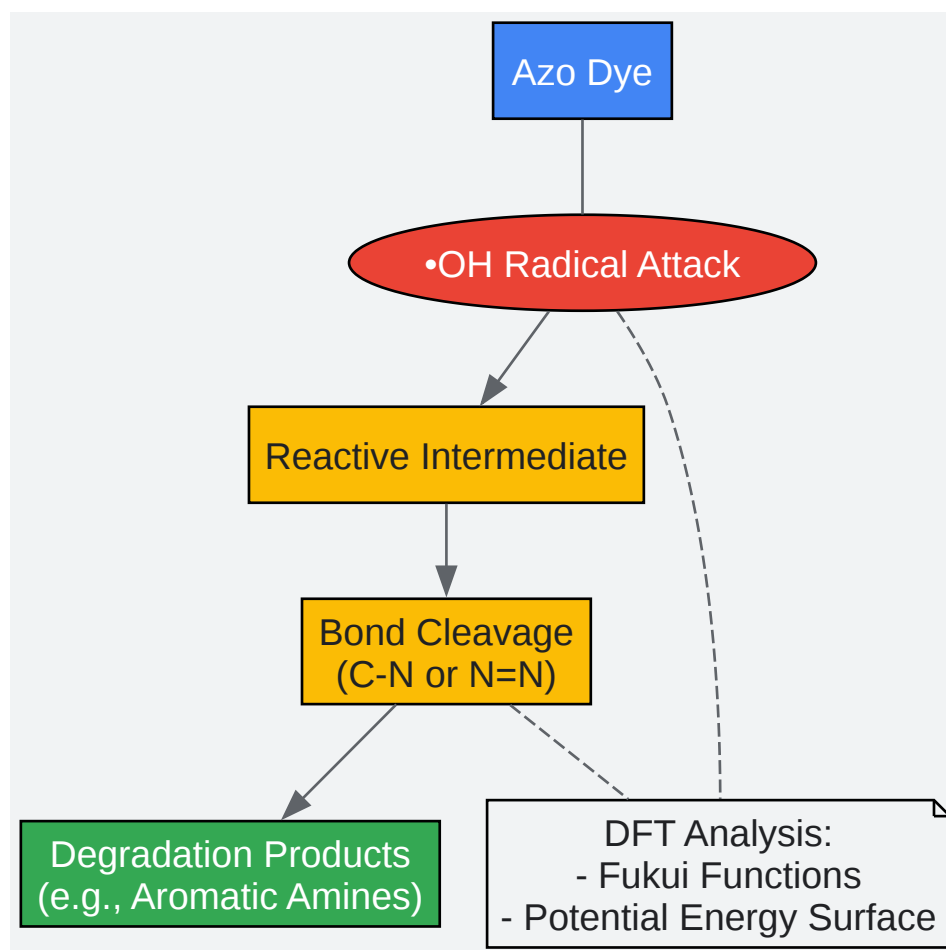 Azo Dye
•OH Radical Attack
Reactive Intermediate
Bond Cleavage
(C-N or N=N)
Degradation Products
(e.g., Aromatic Amines)
DFT Analysis:
- Fukui Functions
- Potential Energy Surface